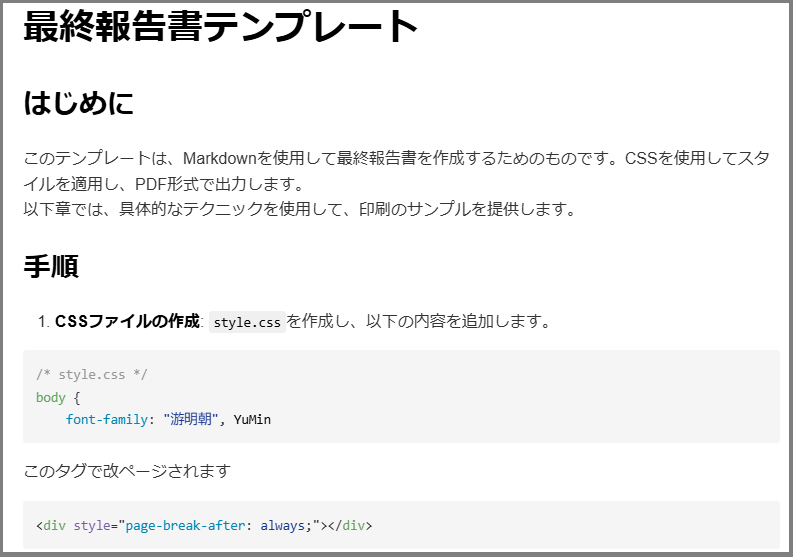 最終報告書テンプレート
はじめに
このテンプレートは、Markdownを使用して最終報告書を作成するためのものです。CSSを使用してスタ
イルを適用し、PDF形式で出力します。
以下章では、具体的なテクニックを使用して、印刷のサンプルを提供します。
手順
1. CSSファイルの作成: style.cssを作成し、以下の内容を追加します。
/* style.css */
body {
    font-family: "游明朝", YuMin
このタグで改ページされます
<div style="page-break-after: always;"></div>